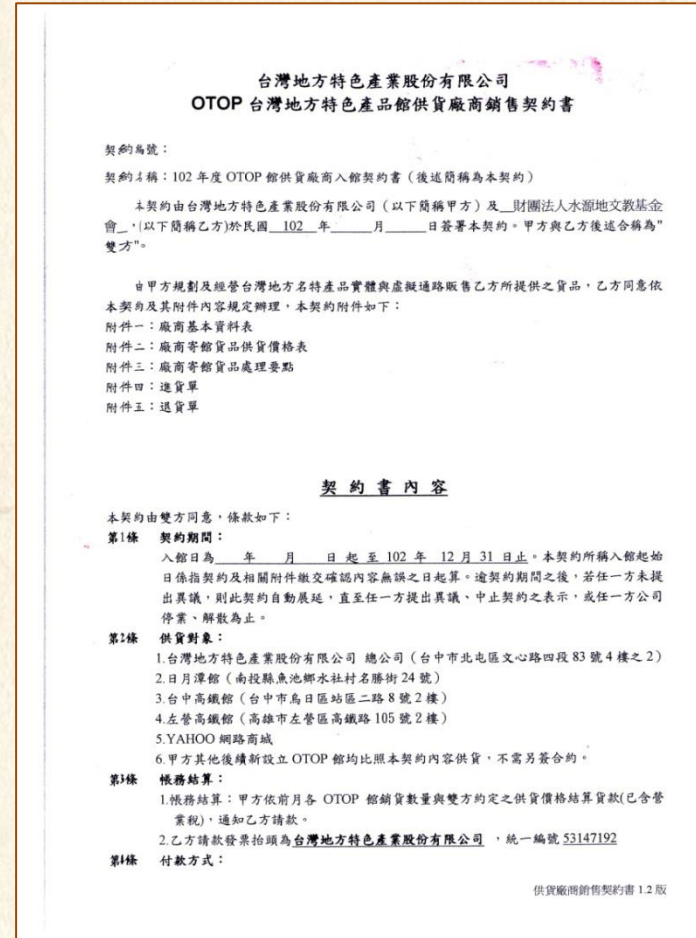 台灣地方特色產業股份有限公司
OTOP 台灣地方特色產品館供貨廠商銷售契約書
契約編號：
契約名稱：102 年度 OTOP 館供貨廠商入館契約書（後述簡稱為本契約）
本契約由台灣地方特色產業股份有限公司（以下簡稱甲方）及__財團法人水源地文教基金
會_，(以下簡稱乙方)於民國__102__年______月______日簽署本契約。甲方與乙方後述合稱為"
雙方"。
由甲方規劃及經營台灣地方名特產品實體與虛擬通路販售乙方所提供之貨品，乙方同意依
本契約及其附件內容規定辦理，本契約附件如下：
附件一：廠商基本資料表
附件二：廠商寄館貨品供貨價格表
附件三：廠商寄館貨品處理要點
附件四：進貨單
附件五：退貨單
契 約 書 內 容
本契約由雙方同意，條款如下：
第1條 契約期間：
入館日為 年 月 日 起 至 102 年 12 月 31 日止。本契約所稱入館起始
日係指契約及相關附件繳交確認內容無誤之日起算。逾契約期間之後，若任一方未提
出異議，則此契約自動展延，直至任一方提出異議、中止契約之表示，或任一方公司
停業、解散為止。
第2條 供貨對象：
1.台灣地方特色產業股份有限公司 總公司（台中市北屯區文心路四段 83 號 4 樓之 2）
2.日月潭館（南投縣魚池鄉水社村名勝街 24 號）
3.台中高鐵館（台中市烏日區站區二路 8 號 2 樓）
4.左營高鐵館（高雄市左營區高鐵路 105 號 2 樓）
5.YAHOO 網路商城
6.甲方其他後續新設立 OTOP 館均比照本契約內容供貨，不需另簽合約。
第3條 帳務結算：
1.帳務結算：甲方依前月各 OTOP 館銷貨數量與雙方約定之供貨價格結算貨款(已含營
業稅)，通知乙方請款。
2.乙方請款發票抬頭為台灣地方特色產業股份有限公司 ，統一編號 53147192
第4條 付款方式：
供貨廠商銷售契約書 1.2 版